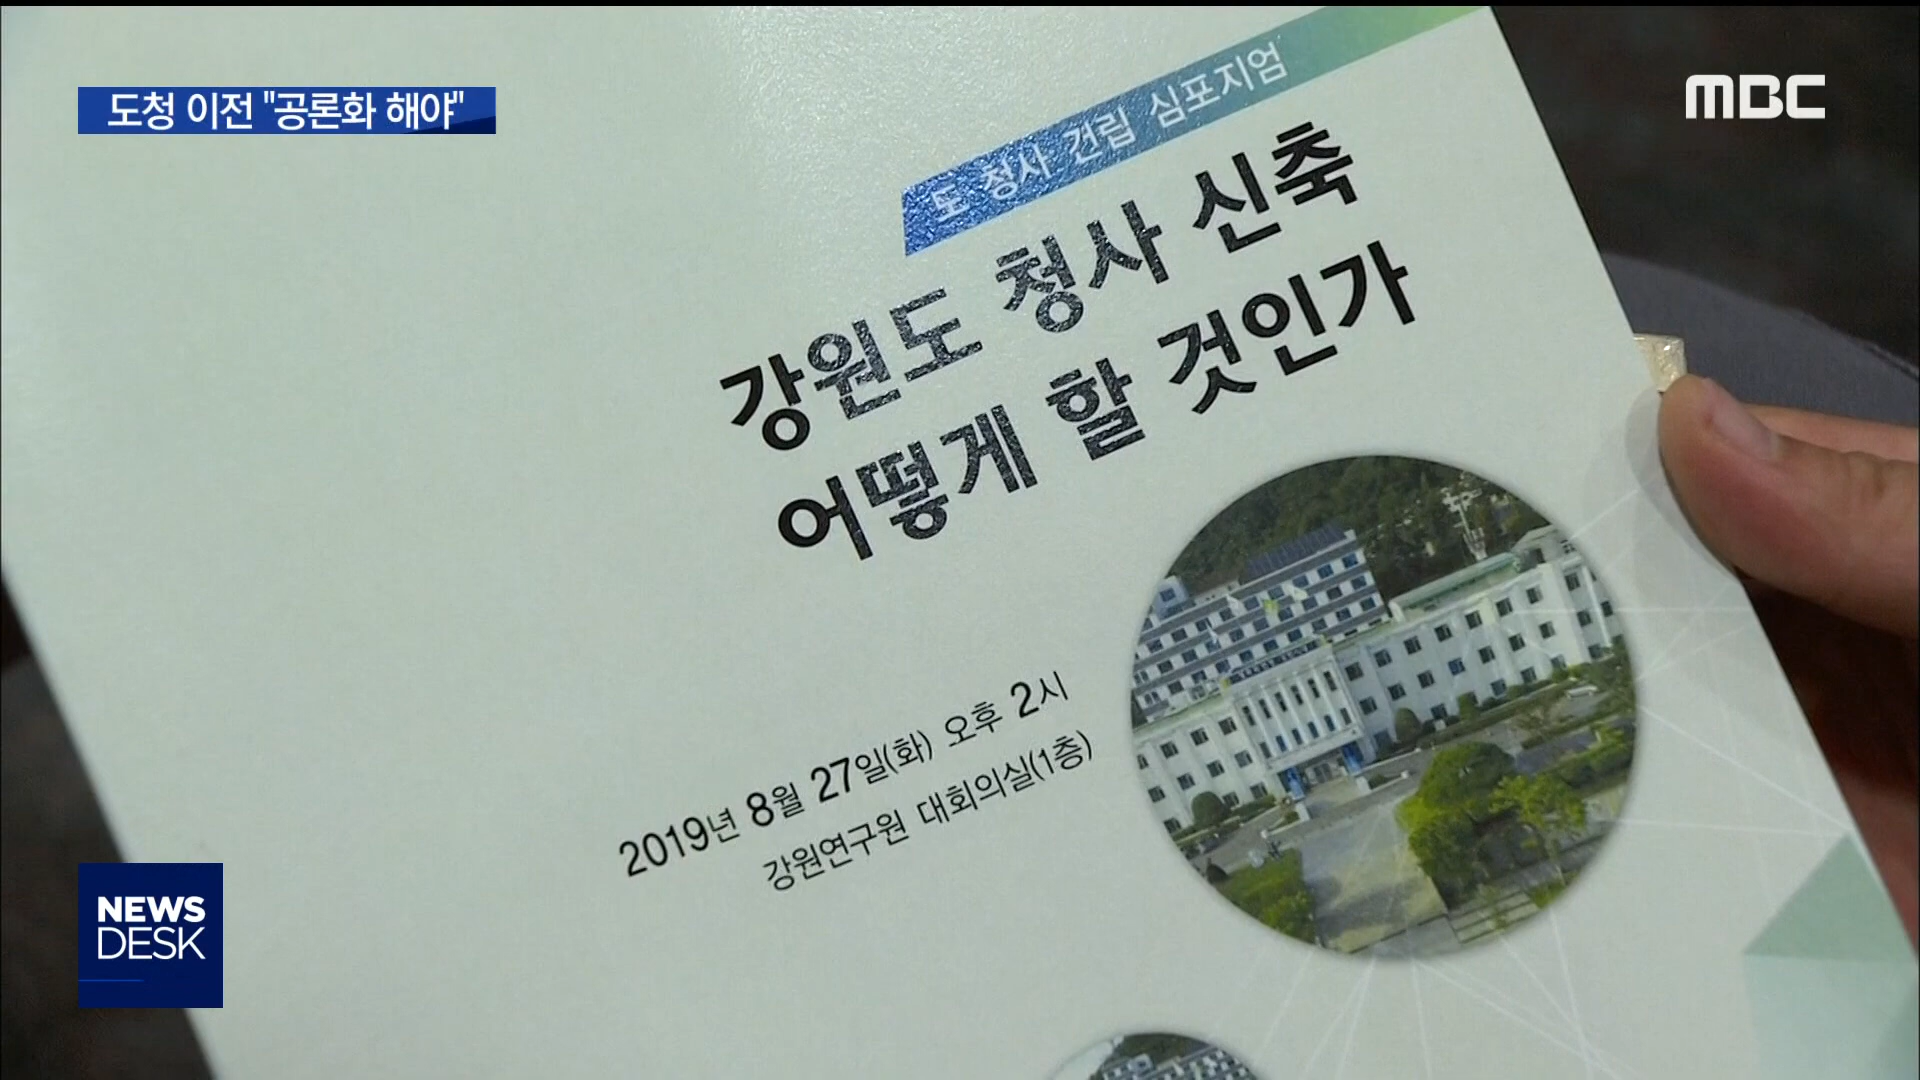 도청 이전 "공론화 해야"
MBC
도 청사 건립 심포지엄
강원도 청사 신축
어떻게 할 것인가
2019년 8월 27일(화) 오후 2시
강원연구원 대회의실(1층)
NEWS
DESK